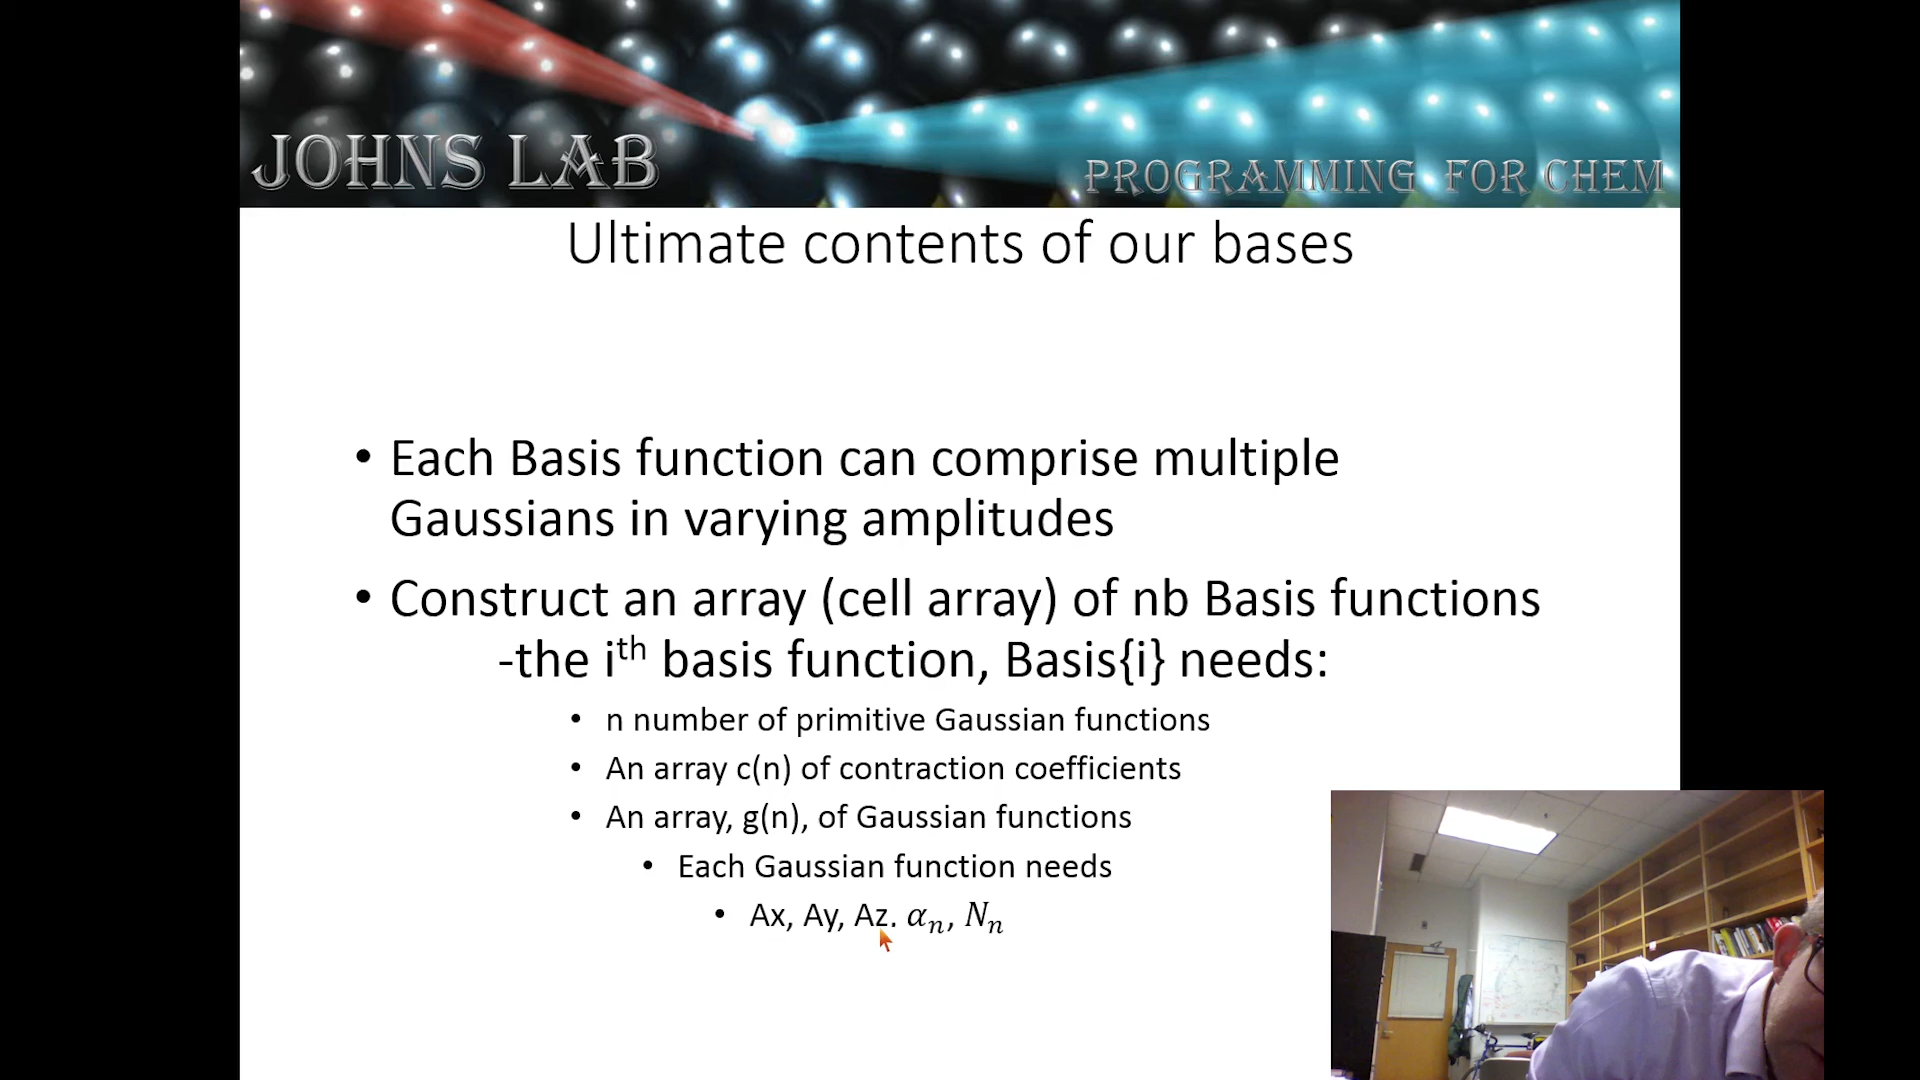 JOHNS LAB
PROGRAMMING FOR CHEM
Ultimate contents of our bases
• Each Basis function can comprise multiple
Gaussians in varying amplitudes
• Construct an array (cell array) of nb Basis functions
-the iᵗʰ basis function, Basis{i} needs:
• n number of primitive Gaussian functions
• An array c(n) of contraction coefficients
• An array, g(n), of Gaussian functions
• Each Gaussian function needs
• Ax, Ay, Az. αₙ, Nₙ